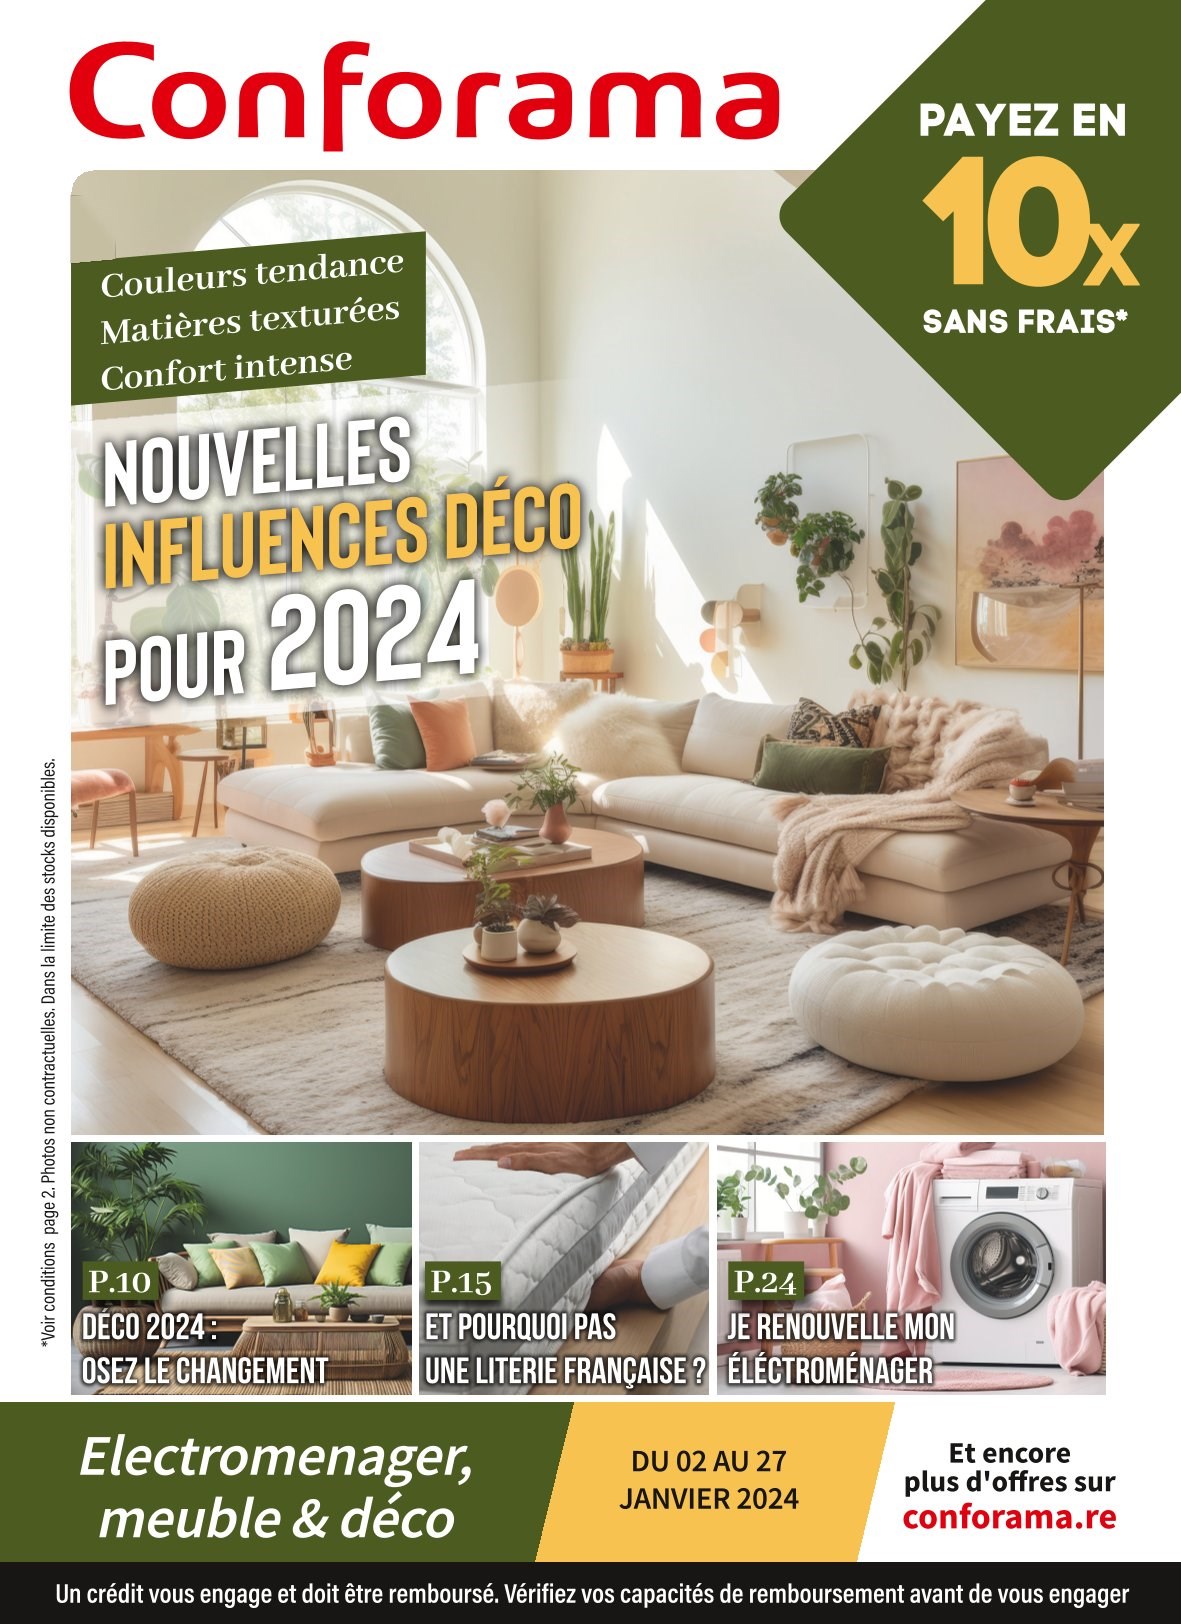 Conforama
PAYEZ EN
10x
SANS FRAIS*
Couleurs tendance
Matières texturées
Confort intense
NOUVELLES
INFLUENCES DÉCO
POUR 2024
*Voir conditions page 2. Photos non contractuelles. Dans la limite des stocks disponibles.
P.10
DÉCO 2024 :
OSEZ LE CHANGEMENT
P.15
ET POURQUOI PAS
UNE LITERIE FRANÇAISE ?
P.24
JE RENOUVELLE MON
ÉLÉCTROMÉNAGER
Electromenager,
meuble & déco
DU 02 AU 27
JANVIER 2024
Et encore
plus d'offres sur
conforama.re
Un crédit vous engage et doit être remboursé. Vérifiez vos capacités de remboursement avant de vous engager